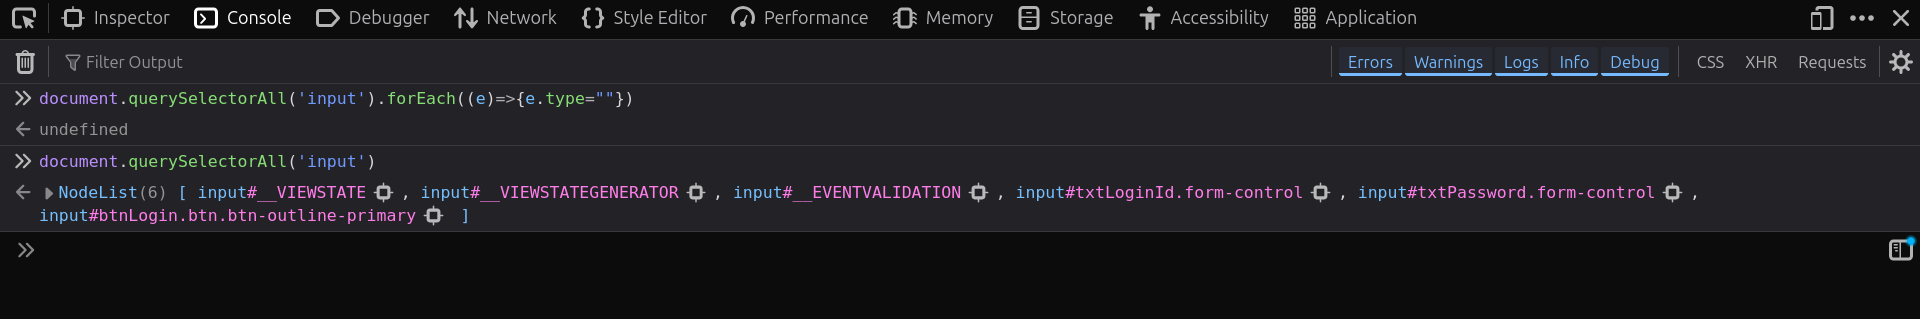 Inspector Console Debugger Network Style Editor Performance Memory Storage Accessibility Application
Filter Output Errors Warnings Logs Info Debug CSS XHR Requests
document.querySelectorAll('input').forEach((e)=>{e.type=""})
undefined
document.querySelectorAll('input')
NodeList(6) [ input#__VIEWSTATE , input#__VIEWSTATEGENERATOR , input#__EVENTVALIDATION , input#txtLoginId.form-control , input#txtPassword.form-control ,
input#btnLogin.btn.btn-outline-primary ]